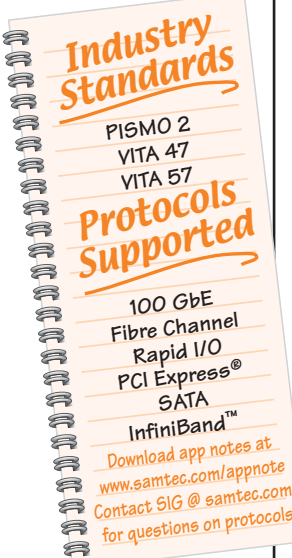 Industry
Standards
PISMO 2
VITA 47
VITA 57
Protocols
Supported
100 GbE
Fibre Channel
Rapid I/O
PCI Express®
SATA
InfiniBand™
Download app notes at
www.samtec.com/appnote
Contact SIG @ samtec.com
for questions on protocols